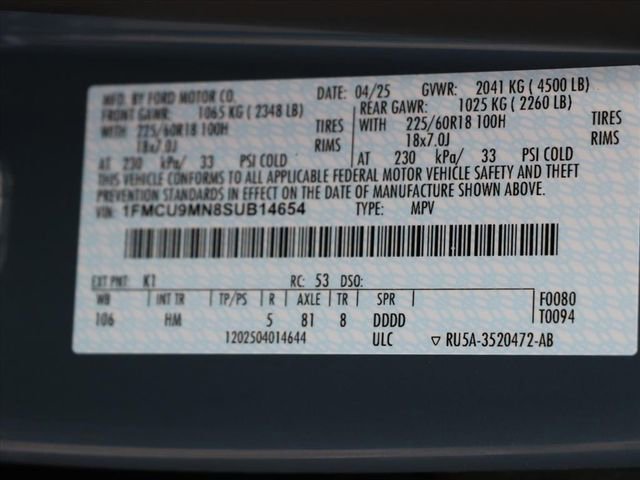 MFD. BY FORD MOTOR CO. DATE: 04/25 GVWR: 2041 KG ( 4500 LB)
FRONT GAWR: 1065 KG ( 2348 LB) REAR GAWR: 1025 KG ( 2260 LB)
WITH 225/60R18 100H TIRES WITH 225/60R18 100H TIRES
18x7.0J RIMS 18x7.0J RIMS
AT 230 kPa/ 33 PSI COLD AT 230 kPa/ 33 PSI COLD
THIS VEHICLE CONFORMS TO ALL APPLICABLE FEDERAL MOTOR VEHICLE SAFETY AND THEFT PREVENTION
STANDARDS IN EFFECT ON THE DATE OF MANUFACTURE SHOWN ABOVE.
VIN: 1FMCU9MN8SUB14654 TYPE: MPV
EXT PNT: K1 RC: 53 DSO:
WB INT TR TP/PS R AXLE TR SPR F0080
106 HM 5 81 8 DDDD T0094
1202504014644 ULC ▽ RU5A-3520472-AB